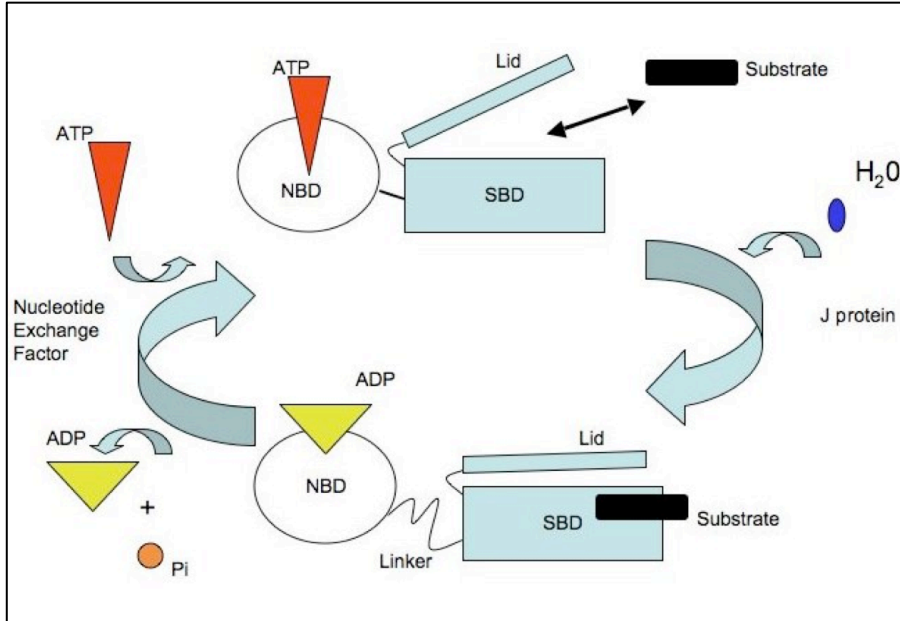 ATP
Lid
Substrate
ATP
NBD
SBD
H₂0
Nucleotide
Exchange
Factor
J protein
ADP
ADP
Lid
NBD
SBD
Substrate
+
Linker
Pi